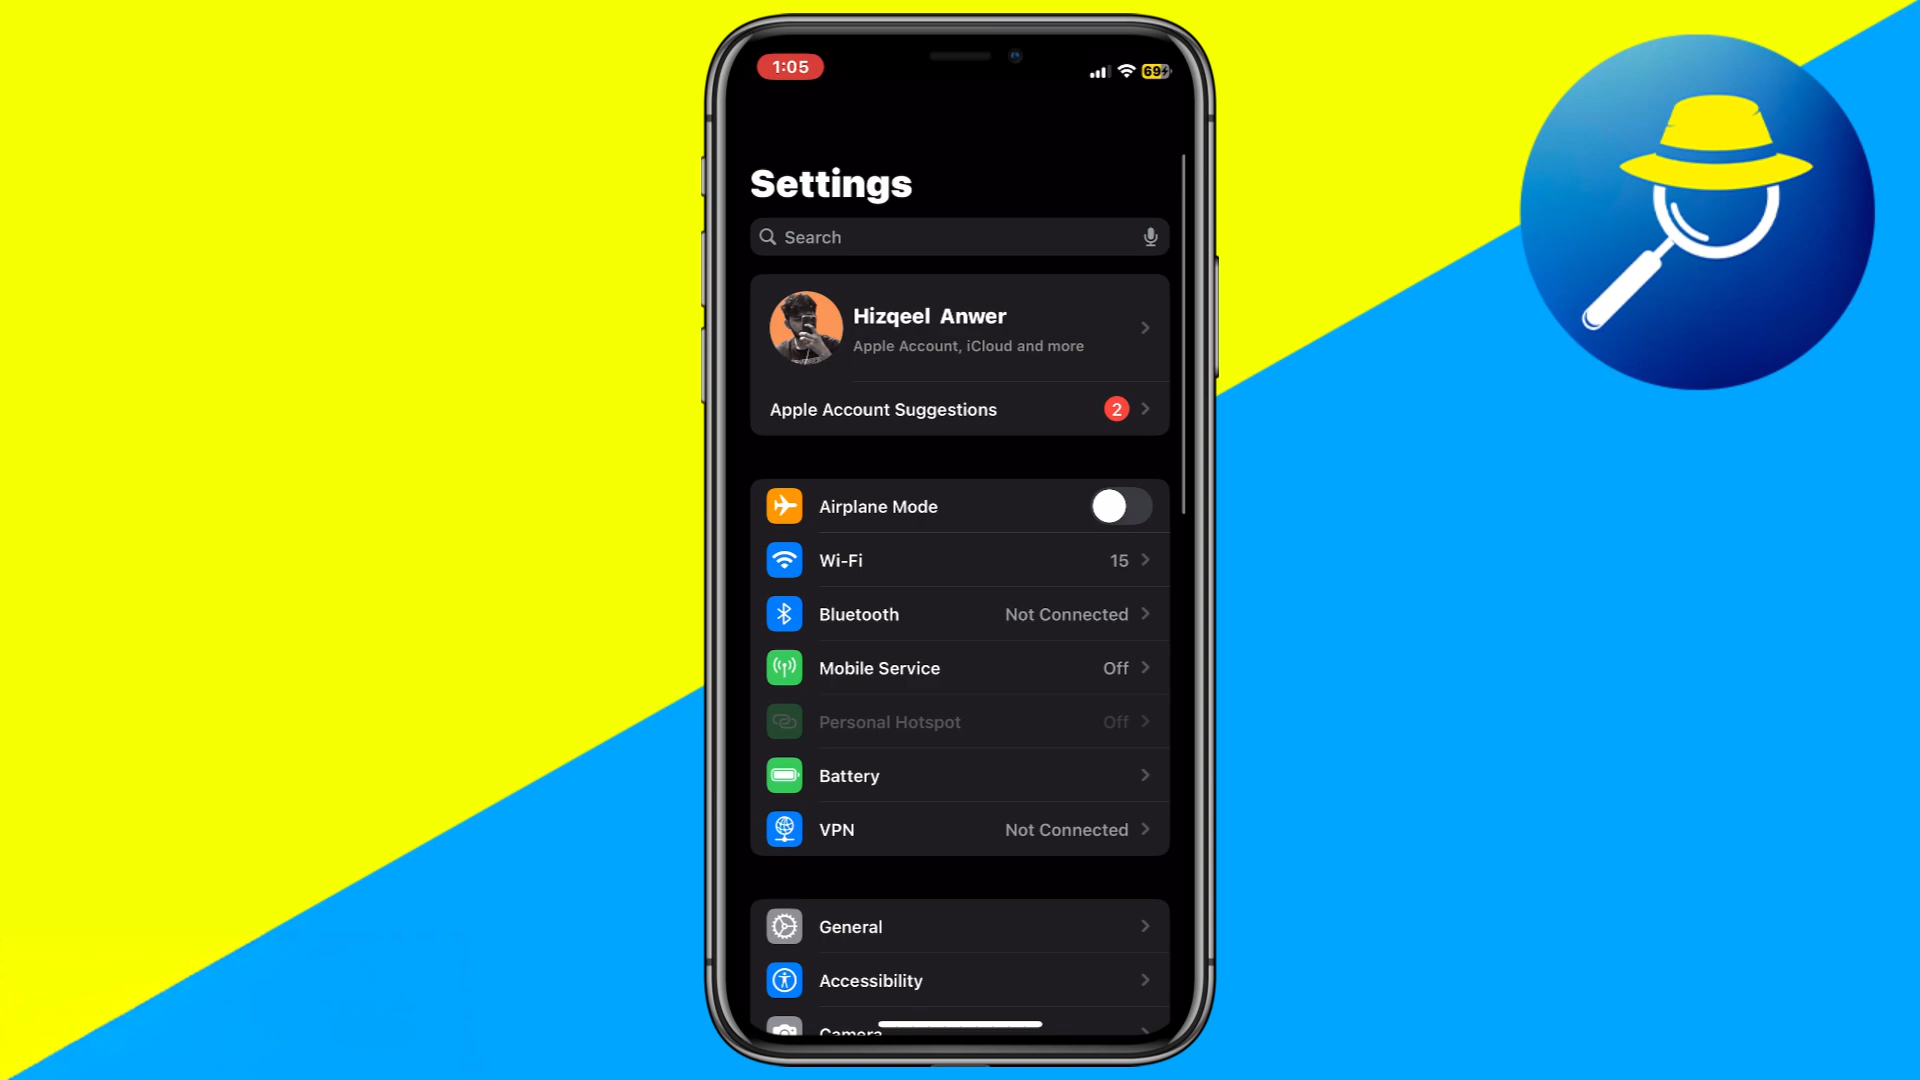 1:05
69
Settings
Search
Hizqeel Anwer
Apple Account, iCloud and more
Apple Account Suggestions 2
Airplane Mode
Wi-Fi 15
Bluetooth Not Connected
Mobile Service Off
Personal Hotspot Off
Battery
VPN Not Connected
General
Accessibility
Camera